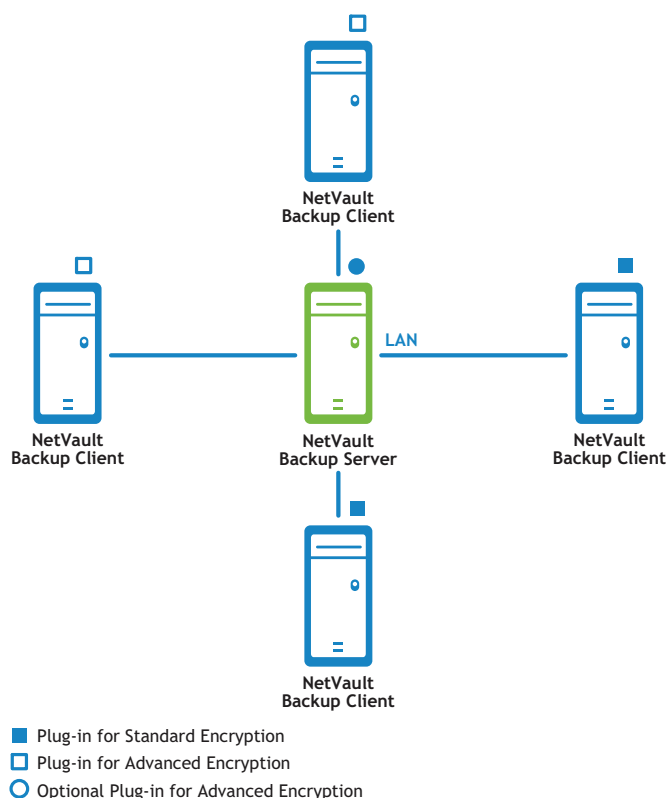 NetVault
Backup Client
LAN
NetVault
Backup Client
NetVault
Backup Server
NetVault
Backup Client
NetVault
Backup Client
Plug-in for Standard Encryption
Plug-in for Advanced Encryption
Optional Plug-in for Advanced Encryption